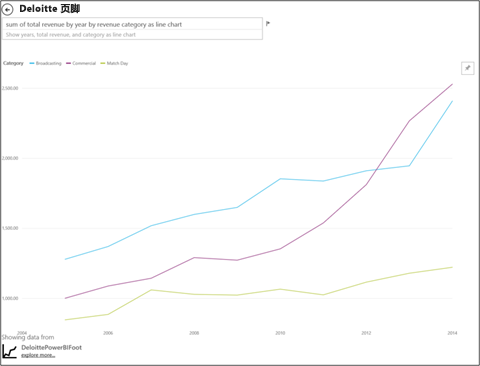 Deloitte 页脚
sum of total revenue by year by revenue category as line chart
Show years, total revenue, and category as line chart
Category Broadcasting Commercial Match Day
2,500.00
2,000.00
1,500.00
1,000.00
2004 2006 2008 2010 2012 2014
Showing data from
DeloittePowerBIFoot
explore more...